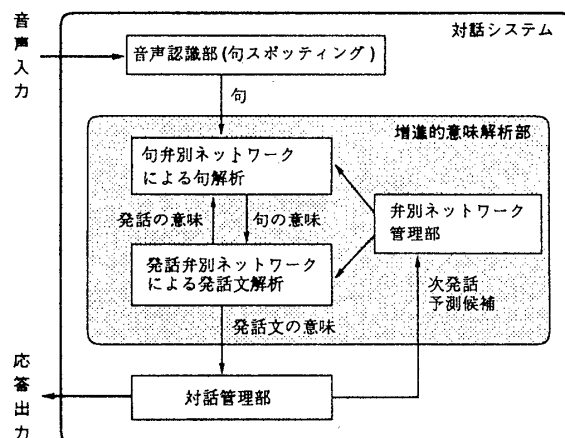 音声入力
対話システム
音声認識部(句スポッティング)
句
増進的意味解析部
句弁別ネットワーク
による句解析
弁別ネットワーク
管理部
発話の意味
句の意味
発話弁別ネットワーク
による発話文解析
次発話
予測候補
発話文の意味
応答出力
対話管理部